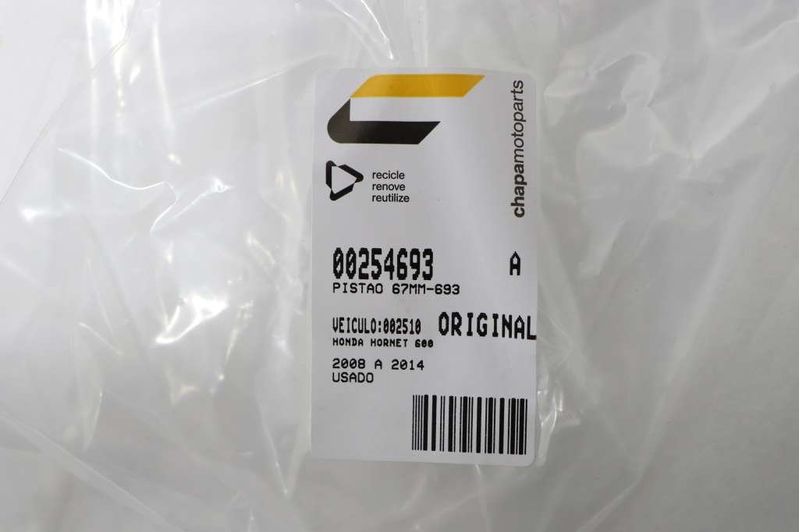 chapamotoparts
recicle
renove
reutilize
00254693 A
PISTAO 67MM-693
VEICULO:002510 ORIGINAL
HONDA HORNET 600
2008 A 2014
USADO